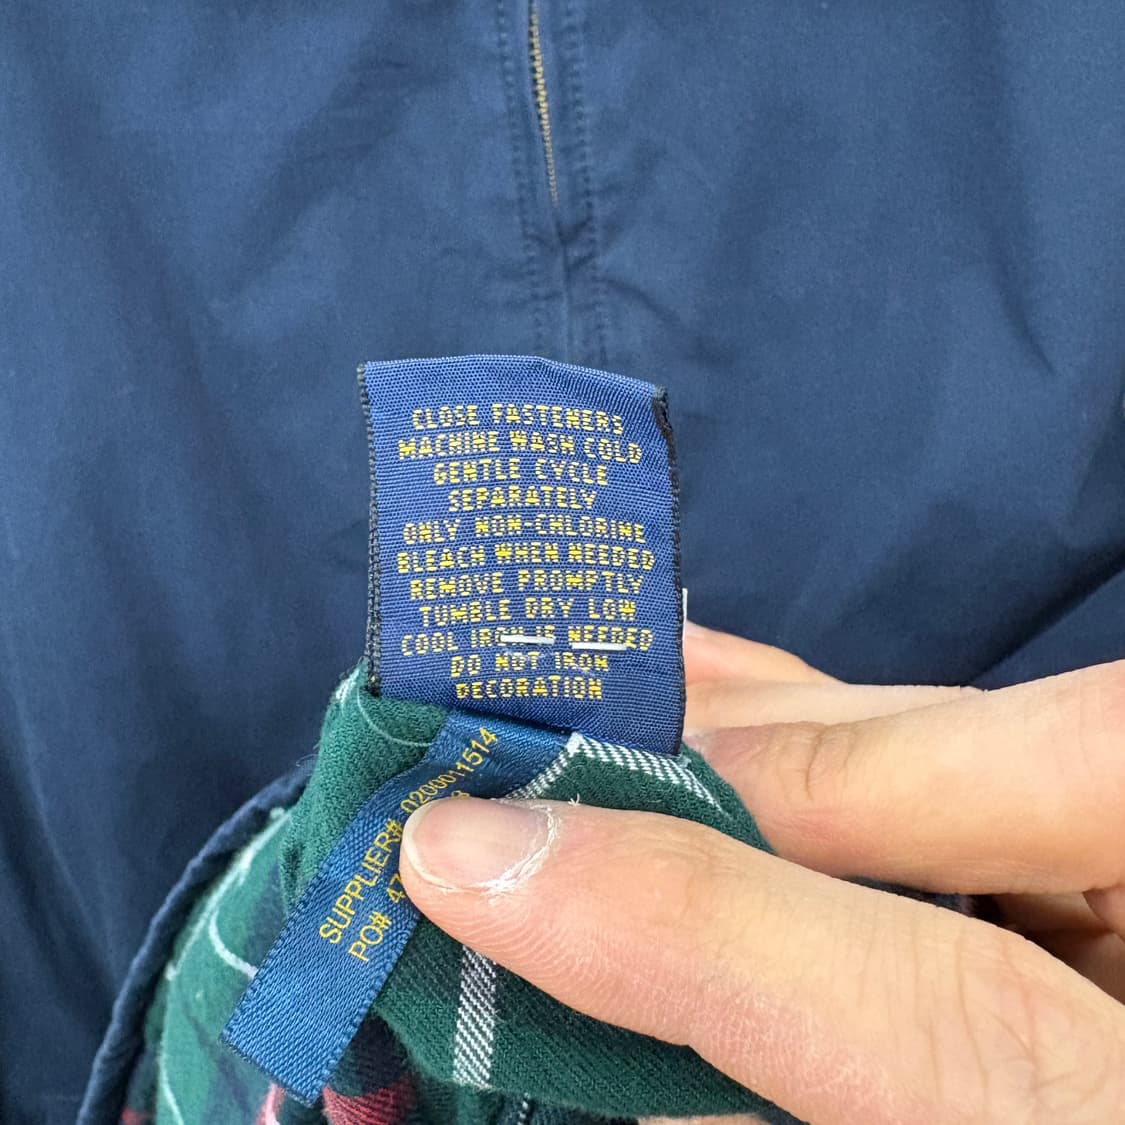 CLOSE FASTENERS
MACHINE WASH COLD
GENTLE CYCLE
SEPARATELY
ONLY NON-CHLORINE
BLEACH WHEN NEEDED
REMOVE PROMPTLY
TUMBLE DRY LOW
COOL IRON IF NEEDED
DO NOT IRON
DECORATION
SUPPLIER# 0200011514
PO#